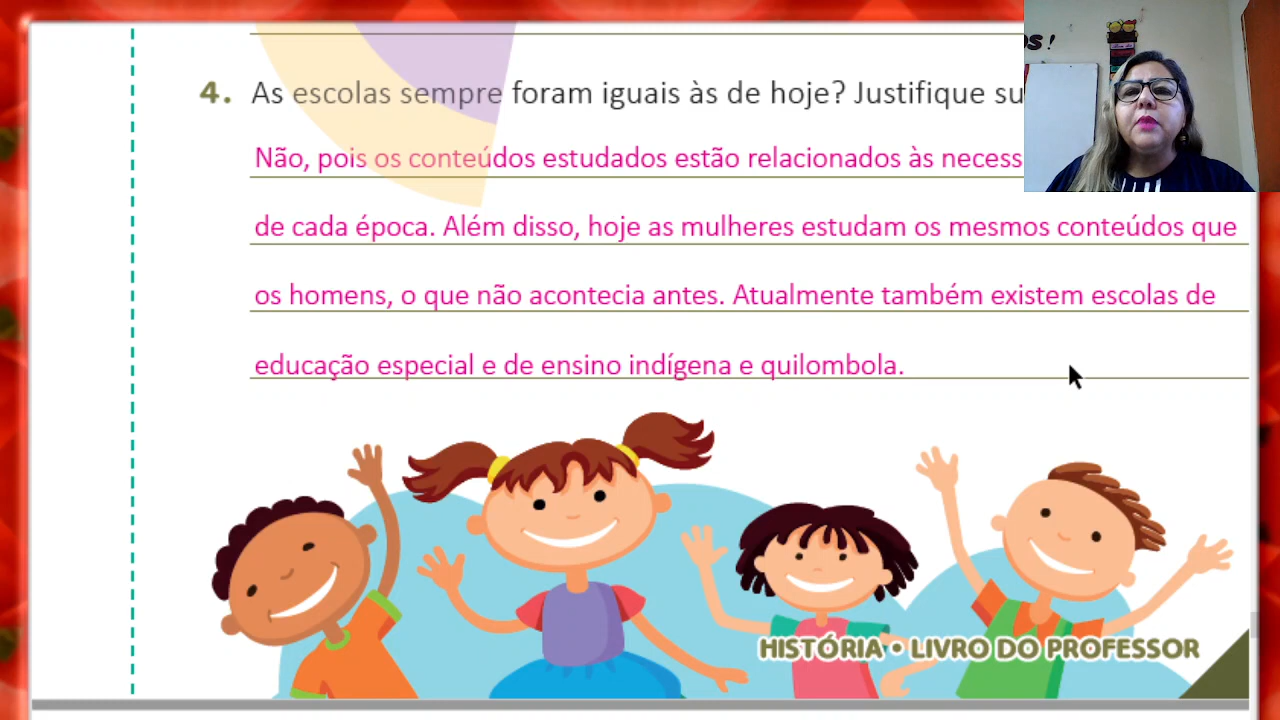 4. As escolas sempre foram iguais às de hoje? Justifique
Não, pois os conteúdos estudados estão relacionados às
de cada época. Além disso, hoje as mulheres estudam os mesmos conteúdos que
os homens, o que não acontecia antes. Atualmente também existem escolas de
educação especial e de ensino indígena e quilombola.
HISTÓRIA • LIVRO DO PROFESSOR